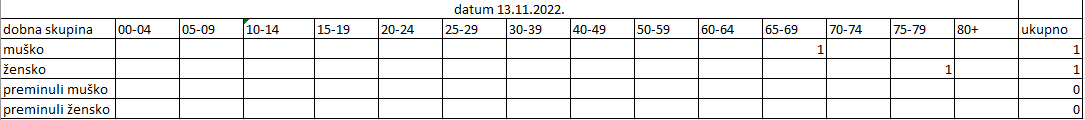 datum 13.11.2022.
dobna skupina 00-04 05-09 10-14 15-19 20-24 25-29 30-39 40-49 50-59 60-64 65-69 70-74 75-79 80+ ukupno
muško 1 1
žensko 1 1
preminuli muško 0
preminuli žensko 0